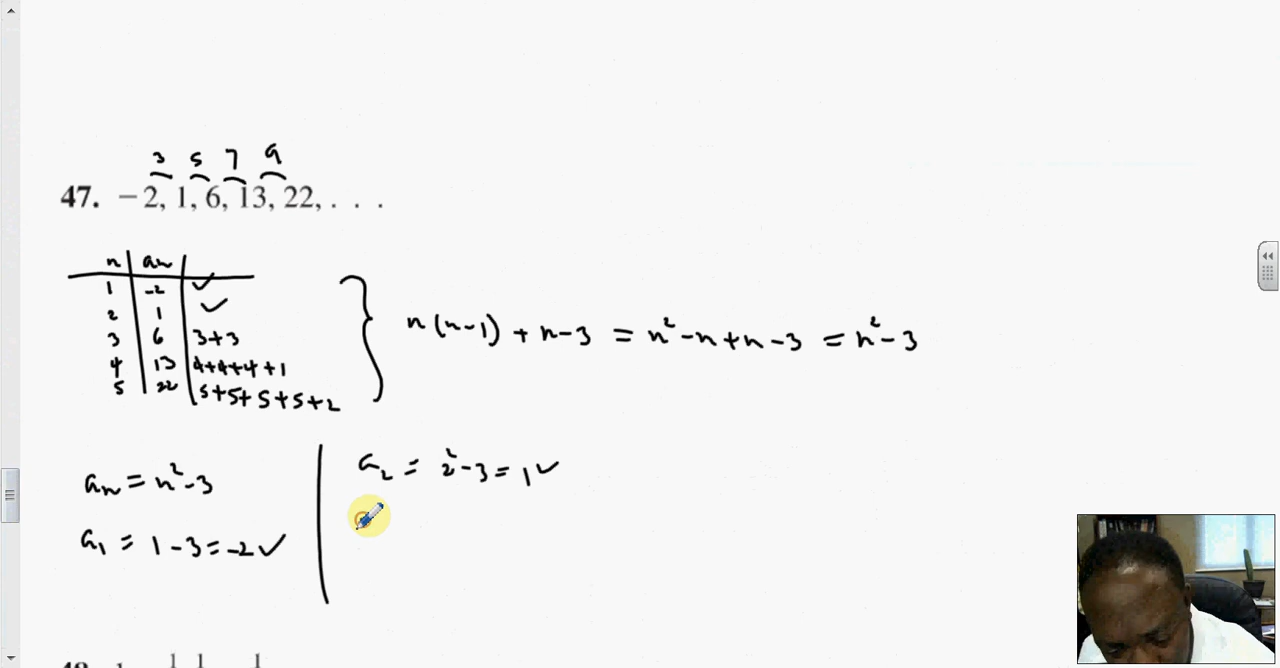 3 5 7 9
47. −2, 1, 6, 13, 22, . . .
n | an |
1 | -2 | ✓
2 | 1 | ✓
3 | 6 | 3+3
4 | 13 | 4+4+4+1
5 | 22 | 5+5+5+5+2
n(n-1) + n-3 = n²-n+n-3 = n²-3
an = n²-3
a₁ = 1-3=-2✓
a₂ = 2²-3=1✓